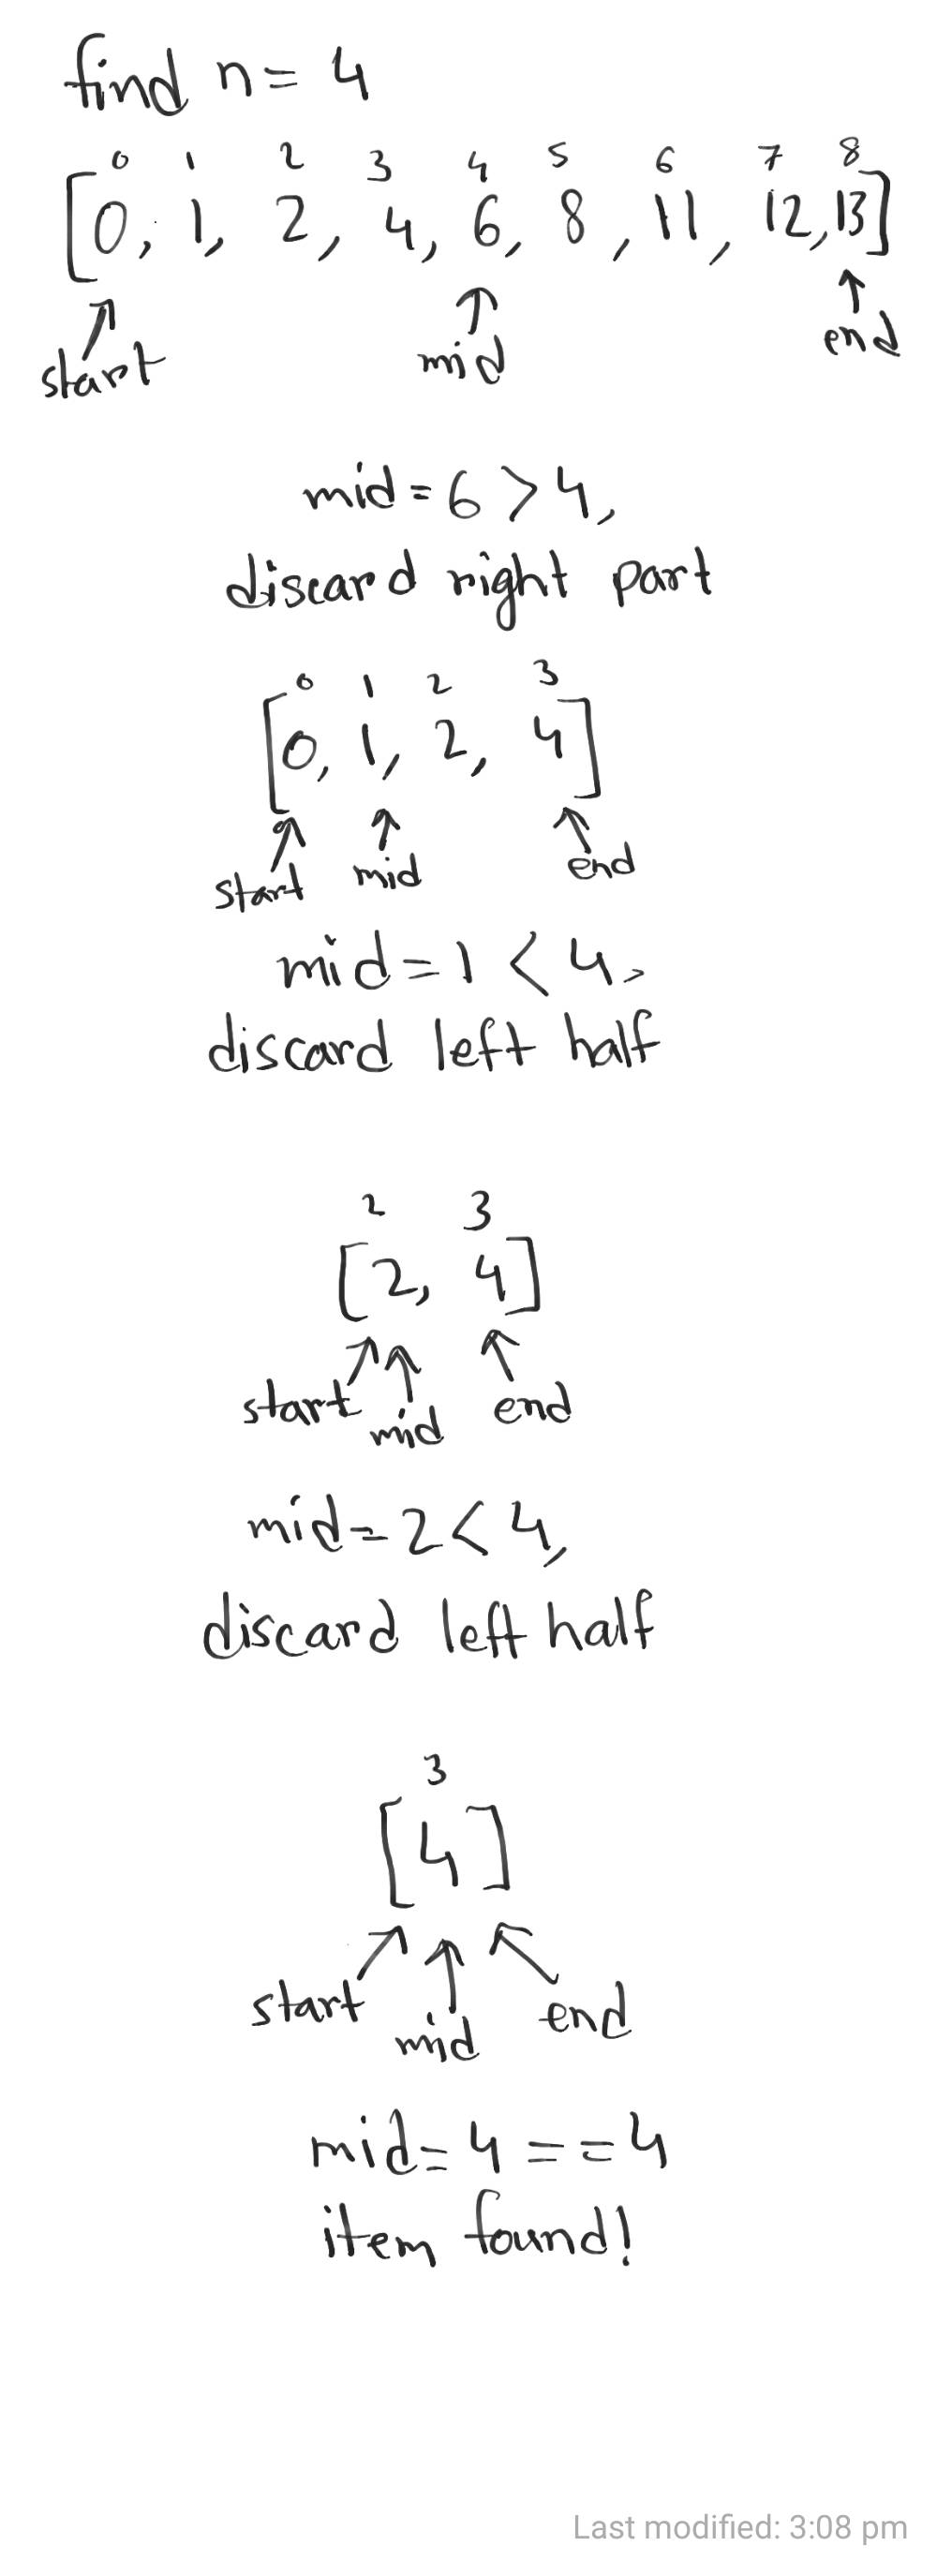 find n= 4
0 1 2 3 4 5 6 7 8
[0, 1, 2, 4, 6, 8, 11, 12, 13]
start mid end
mid = 6 > 4,
discard right part
0 1 2 3
[0, 1, 2, 4]
start mid end
mid = 1 < 4,
discard left half
2 3
[2, 4]
start mid end
mid = 2 < 4,
discard left half
3
[4]
start mid end
mid = 4 == 4
item found!
Last modified: 3:08 pm